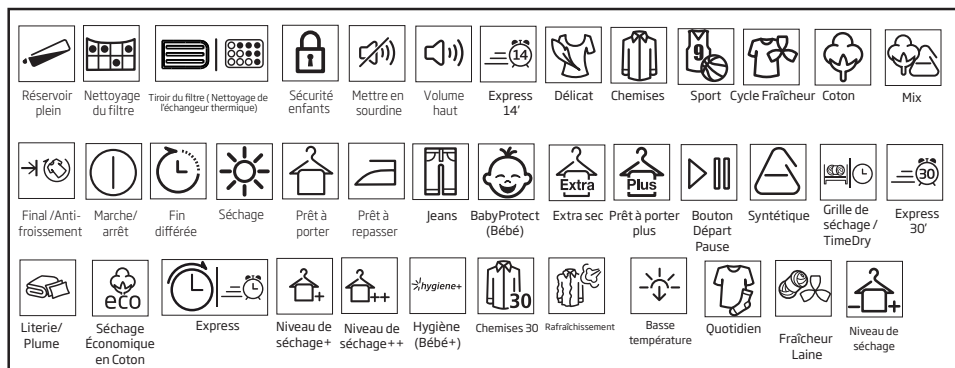 14
9
Réservoir plein
Nettoyage du filtre
Tiroir du filtre ( Nettoyage de l'échangeur thermique)
Sécurité enfants
Mettre en sourdine
Volume haut
Express 14'
Délicat
Chemises
Sport
Cycle Fraîcheur
Coton
Mix
Extra
Plus
30
Final /Anti-froissement
Marche/ arrêt
Fin différée
Séchage
Prêt à porter
Prêt à repasser
Jeans
BabyProtect (Bébé)
Extra sec
Prêt à porter plus
Bouton Départ Pause
Syntétique
Grille de séchage / TimeDry
Express 30'
eco
+
++
hygiene+
30
- +
Literie/ Plume
Séchage Économique en Coton
Express
Niveau de séchage+
Niveau de séchage++
Hygiène (Bébé+)
Chemises 30
Rafraîchissement
Basse température
Quotidien
Fraîcheur Laine
Niveau de séchage